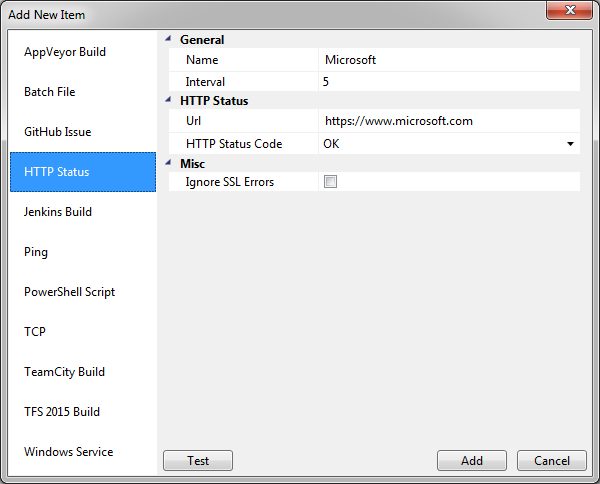 Add New Item
AppVeyor Build
Batch File
GitHub Issue
HTTP Status
Jenkins Build
Ping
PowerShell Script
TCP
TeamCity Build
TFS 2015 Build
Windows Service
General
Name Microsoft
Interval 5
HTTP Status
Url https://www.microsoft.com
HTTP Status Code OK
Misc
Ignore SSL Errors
Test Add Cancel